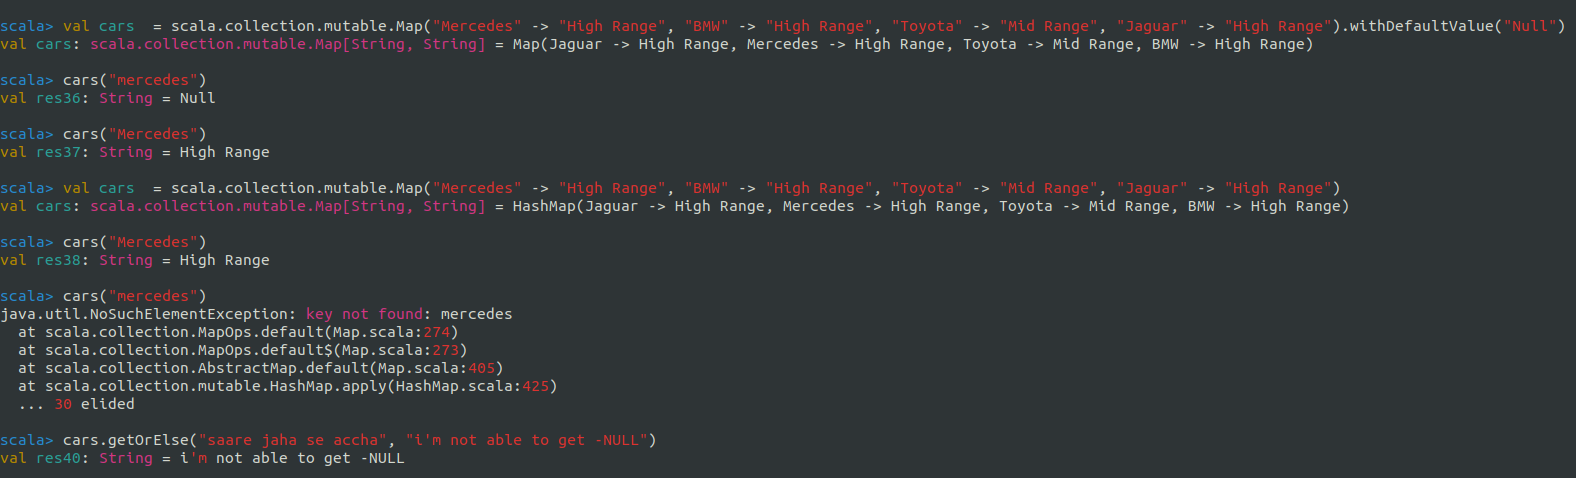 scala> val cars  = scala.collection.mutable.Map("Mercedes" -> "High Range", "BMW" -> "High Range", "Toyota" -> "Mid Range", "Jaguar" -> "High Range").withDefaultValue("Null")
val cars: scala.collection.mutable.Map[String, String] = Map(Jaguar -> High Range, Mercedes -> High Range, Toyota -> Mid Range, BMW -> High Range)
scala> cars("mercedes")
val res36: String = Null
scala> cars("Mercedes")
val res37: String = High Range
scala> val cars  = scala.collection.mutable.Map("Mercedes" -> "High Range", "BMW" -> "High Range", "Toyota" -> "Mid Range", "Jaguar" -> "High Range")
val cars: scala.collection.mutable.Map[String, String] = HashMap(Jaguar -> High Range, Mercedes -> High Range, Toyota -> Mid Range, BMW -> High Range)
scala> cars("Mercedes")
val res38: String = High Range
scala> cars("mercedes")
java.util.NoSuchElementException: key not found: mercedes
  at scala.collection.MapOps.default(Map.scala:274)
  at scala.collection.MapOps.default$(Map.scala:273)
  at scala.collection.AbstractMap.default(Map.scala:405)
  at scala.collection.mutable.HashMap.apply(HashMap.scala:425)
  ... 30 elided
scala> cars.getOrElse("saare jaha se accha", "i'm not able to get -NULL")
val res40: String = i'm not able to get -NULL